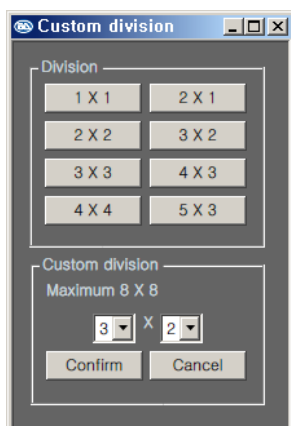 Custom division
Division
1 X 1 2 X 1
2 X 2 3 X 2
3 X 3 4 X 3
4 X 4 5 X 3
Custom division
Maximum 8 X 8
3 X 2
Confirm Cancel